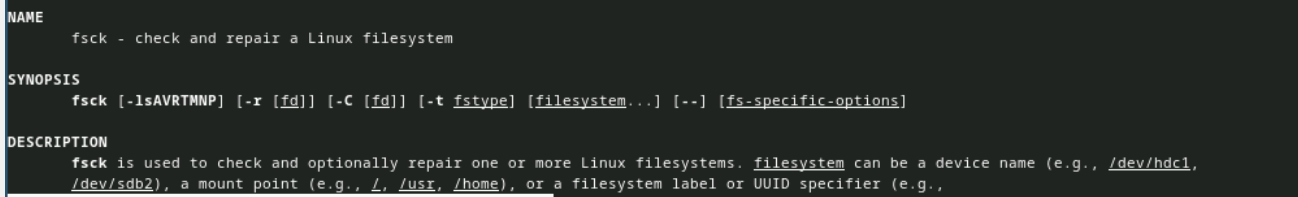 NAME
fsck - check and repair a Linux filesystem
SYNOPSIS
fsck [-lsAVRTMNP] [-r [fd]] [-C [fd]] [-t fstype] [filesystem...] [--] [fs-specific-options]
DESCRIPTION
fsck is used to check and optionally repair one or more Linux filesystems. filesystem can be a device name (e.g., /dev/hdc1,
/dev/sdb2), a mount point (e.g., /, /usr, /home), or a filesystem label or UUID specifier (e.g.,